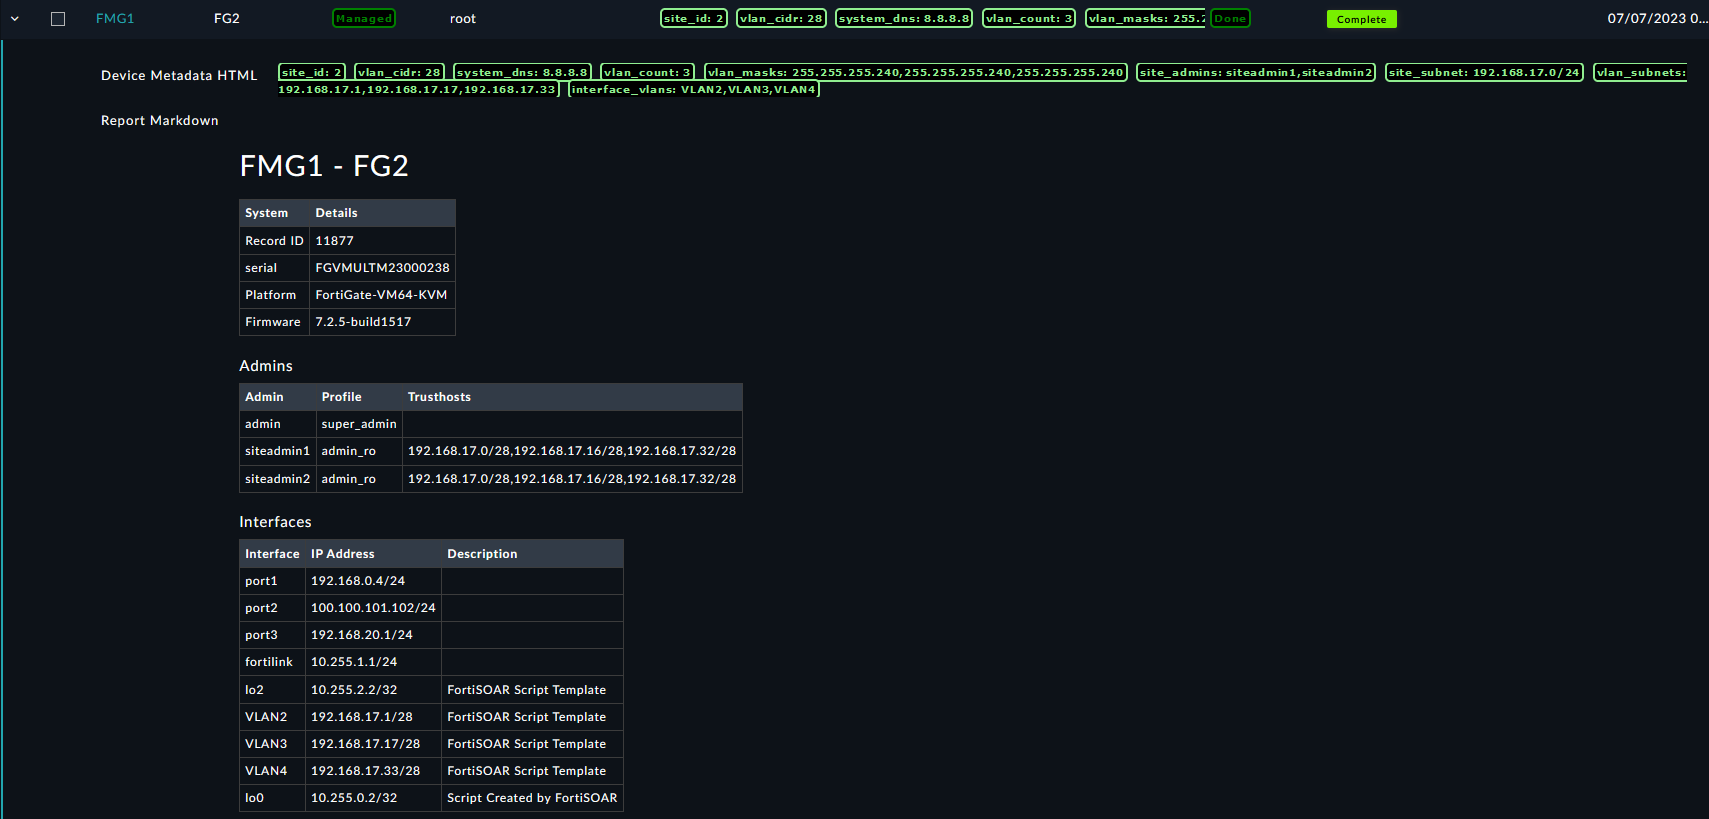 FMG1 FG2 Managed root site_id: 2 vlan_cidr: 28 system_dns: 8.8.8.8 vlan_count: 3 vlan_masks: 255.2 Done Complete 07/07/2023 0...
Device Metadata HTML site_id: 2 vlan_cidr: 28 system_dns: 8.8.8.8 vlan_count: 3 vlan_masks: 255.255.255.240,255.255.255.240,255.255.255.240 site_admins: siteadmin1,siteadmin2 site_subnet: 192.168.17.0/24 vlan_subnets:
192.168.17.1,192.168.17.17,192.168.17.33 interface_vlans: VLAN2,VLAN3,VLAN4
Report Markdown
FMG1 - FG2
System Details
Record ID 11877
serial FGVMULTM23000238
Platform FortiGate-VM64-KVM
Firmware 7.2.5-build1517
Admins
Admin Profile Trusthosts
admin super_admin
siteadmin1 admin_ro 192.168.17.0/28,192.168.17.16/28,192.168.17.32/28
siteadmin2 admin_ro 192.168.17.0/28,192.168.17.16/28,192.168.17.32/28
Interfaces
Interface IP Address Description
port1 192.168.0.4/24
port2 100.100.101.102/24
port3 192.168.20.1/24
fortilink 10.255.1.1/24
lo2 10.255.2.2/32 FortiSOAR Script Template
VLAN2 192.168.17.1/28 FortiSOAR Script Template
VLAN3 192.168.17.17/28 FortiSOAR Script Template
VLAN4 192.168.17.33/28 FortiSOAR Script Template
lo0 10.255.0.2/32 Script Created by FortiSOAR